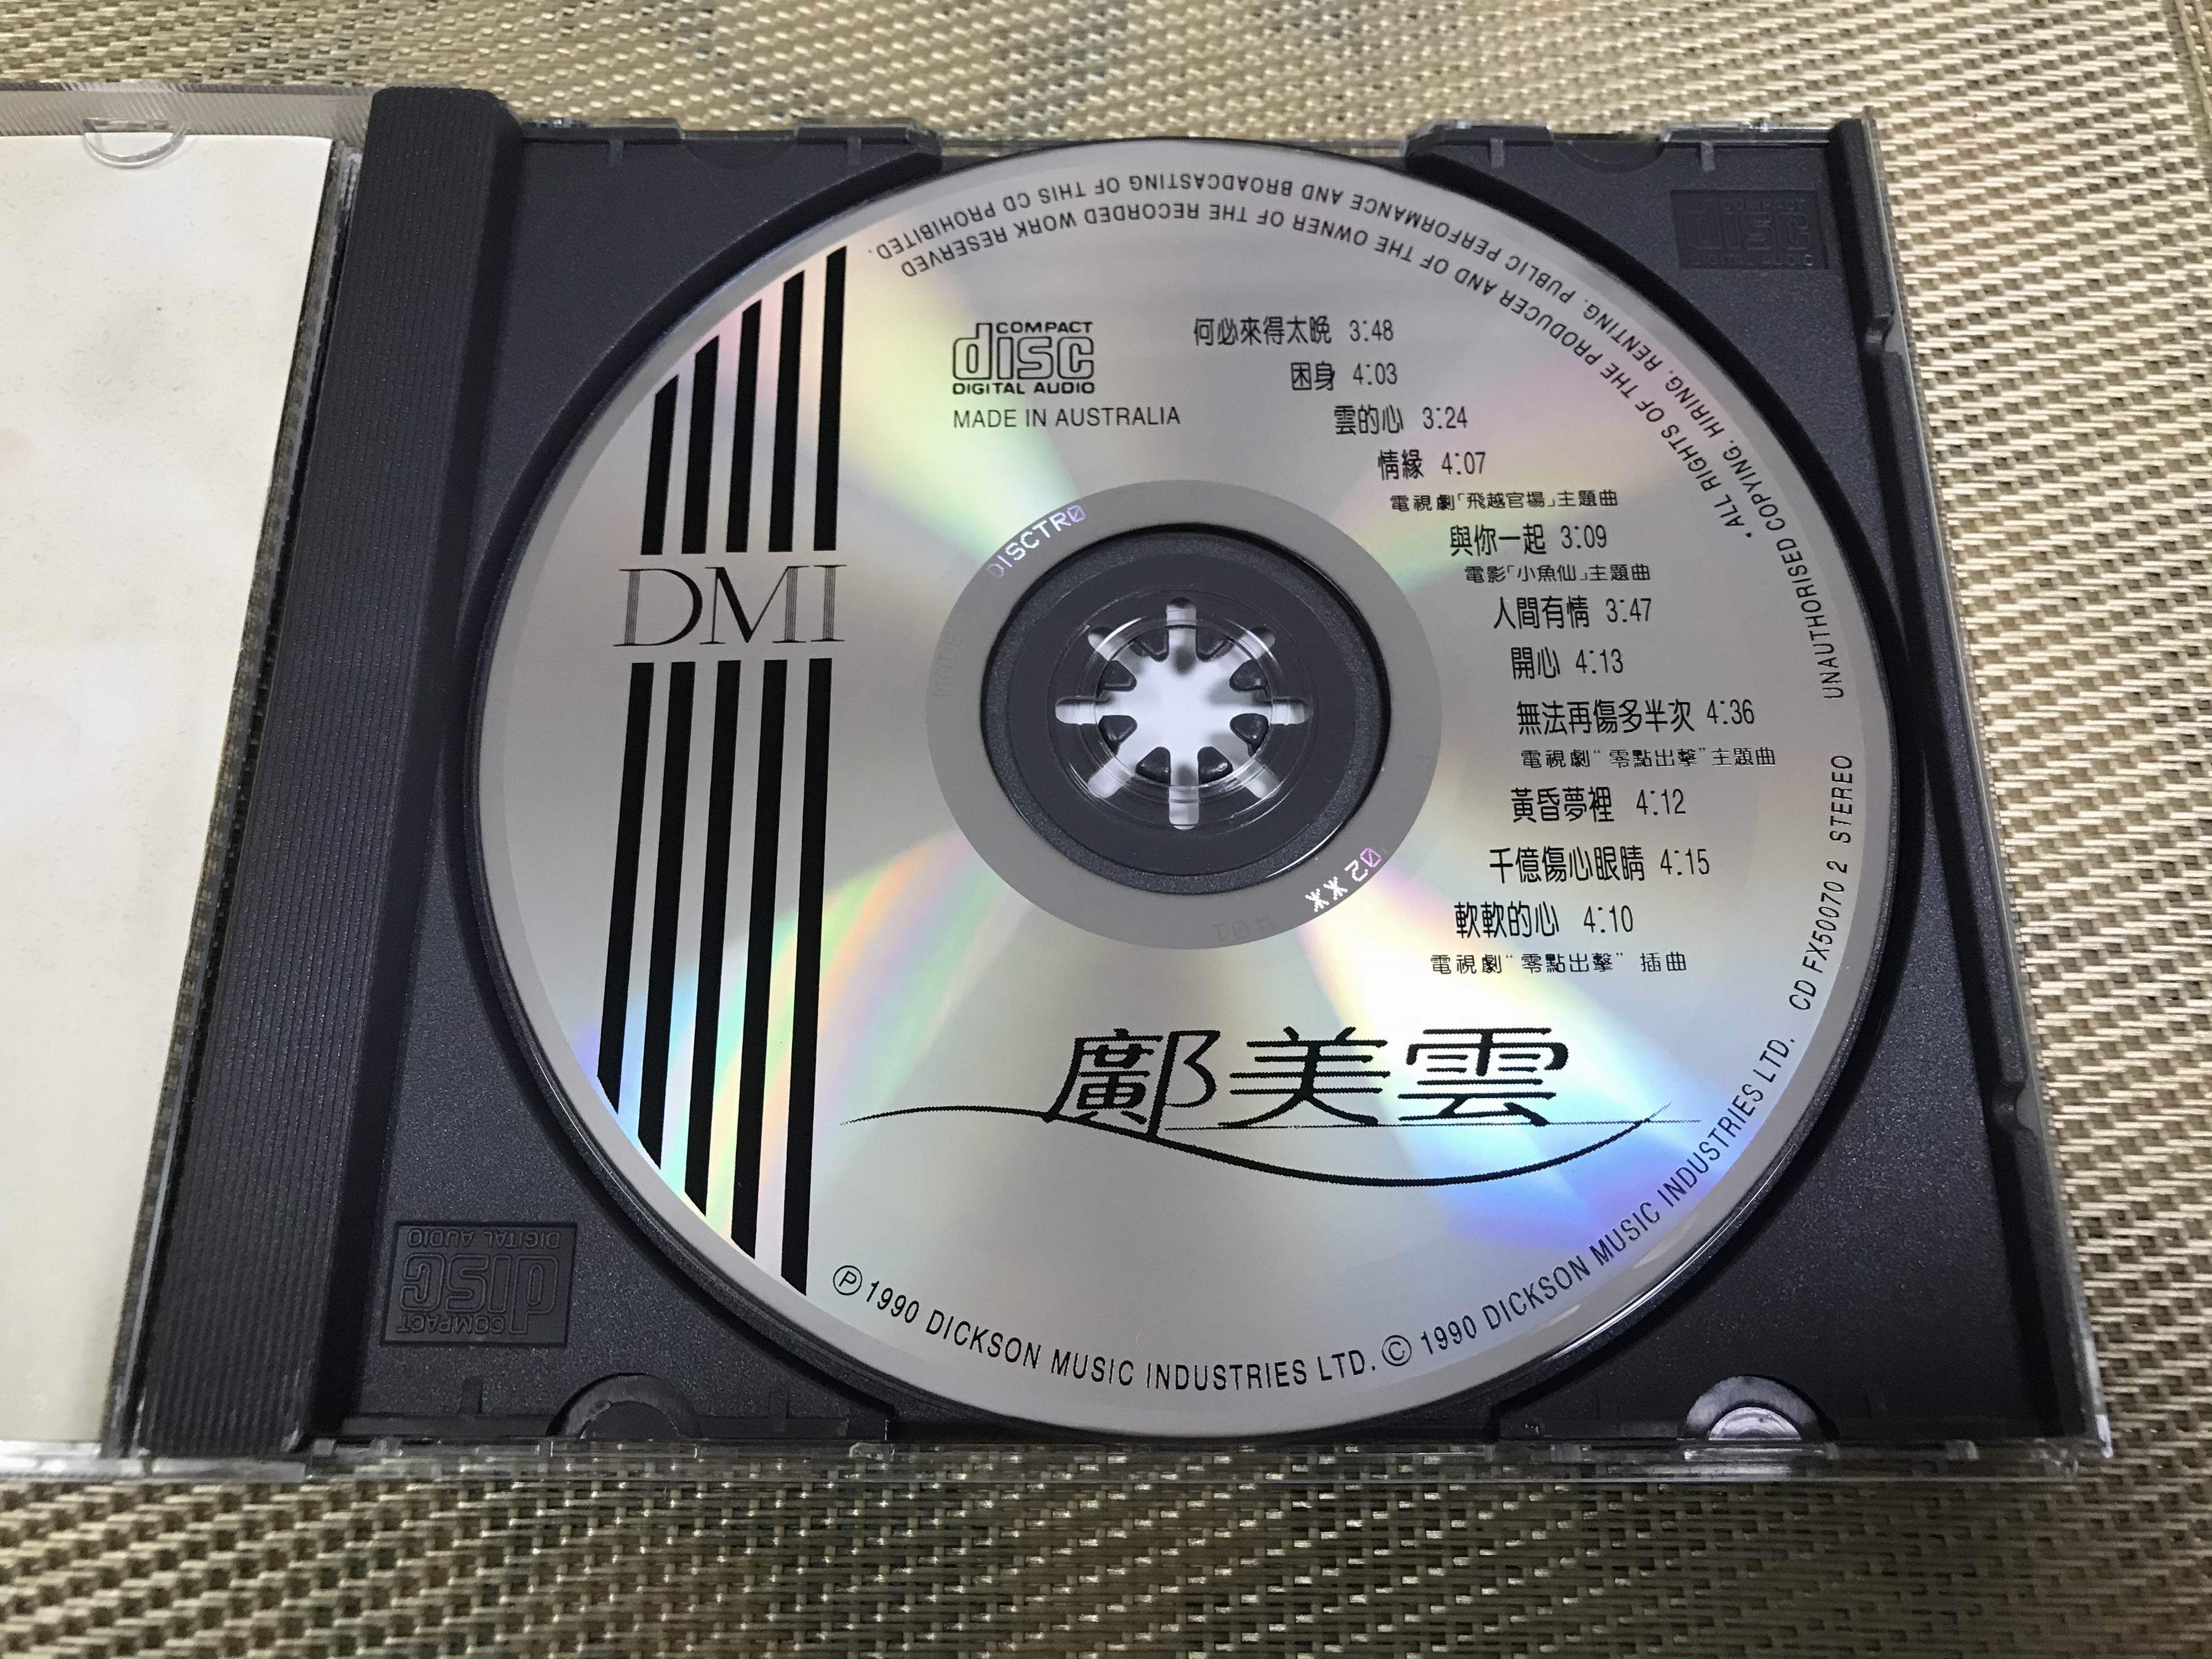 COMPACT
disc
DIGITAL AUDIO
MADE IN AUSTRALIA
何必來得太晚 3:48
困身 4:03
雲的心 3:24
情緣 4:07
電視劇「飛越官場」主題曲
與你一起 3:09
電影「小魚仙」主題曲
人間有情 3:47
開心 4:13
無法再傷多半次 4:36
電視劇“零點出擊”主題曲
黃昏夢裡 4:12
千億傷心眼睛 4:15
軟軟的心 4:10
電視劇“零點出擊” 插曲
DMI
鄺美雲
Ⓟ 1990 DICKSON MUSIC INDUSTRIES LTD. © 1990 DICKSON MUSIC INDUSTRIES LTD. CD FX50070 2 STEREO
UNAUTHORISED COPYING, HIRING, RENTING, PUBLIC PERFORMANCE AND BROADCASTING OF THIS CD PROHIBITED.
• ALL RIGHTS OF THE PRODUCER AND OF THE OWNER OF THE RECORDED WORK RESERVED
DISCTR0
02 **
MADE
401
COMPACT
disc
DIGITAL AUDIO
COMPACT
disc
DIGITAL AUDIO